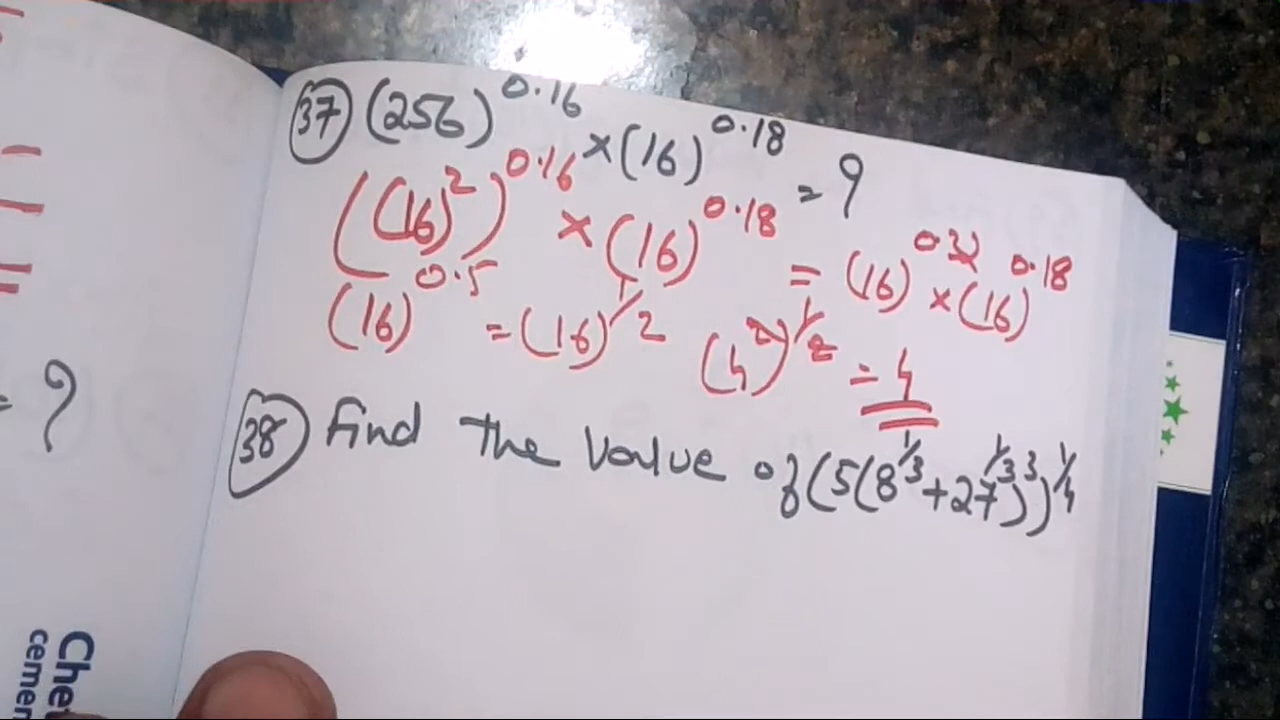 37 (256)^0.16 × (16)^0.18 = ?
((16)^2)^0.16 × (16)^0.18 = (16)^0.32 × (16)^0.18
(16)^0.5 = (16)^1/2 (4^2)^1/2 = 4
= ?
38 Find the value of (5(8^1/3 + 27^1/3)^3)^1/4
Che
cemen